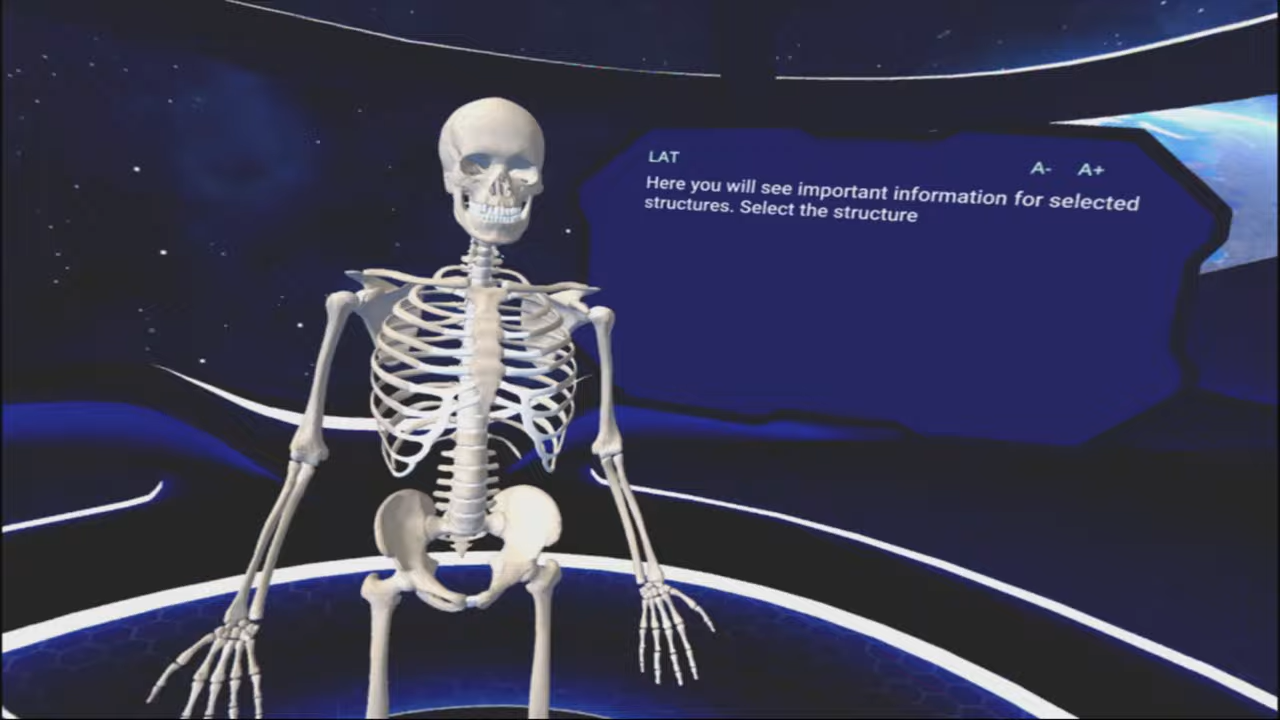 LAT
A- A+
Here you will see important information for selected
structures. Select the structure